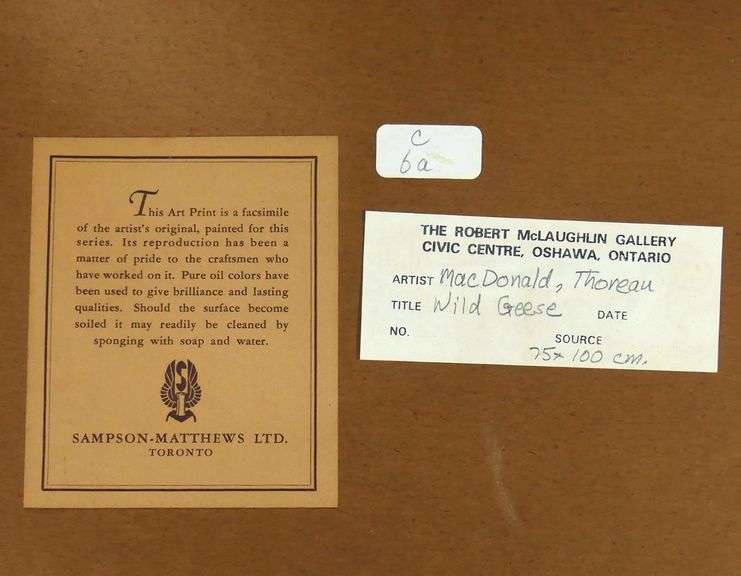 This Art Print is a facsimile
of the artist's original, painted for this
series. Its reproduction has been a
matter of pride to the craftsmen who
have worked on it. Pure oil colors have
been used to give brilliance and lasting
qualities. Should the surface become
soiled it may readily be cleaned by
sponging with soap and water.
S
SAMPSON-MATTHEWS LTD.
TORONTO
C
6a
THE ROBERT McLAUGHLIN GALLERY
CIVIC CENTRE, OSHAWA, ONTARIO
ARTIST MacDonald, Thoreau
TITLE Wild Geese DATE
NO. SOURCE
75x100 cm.